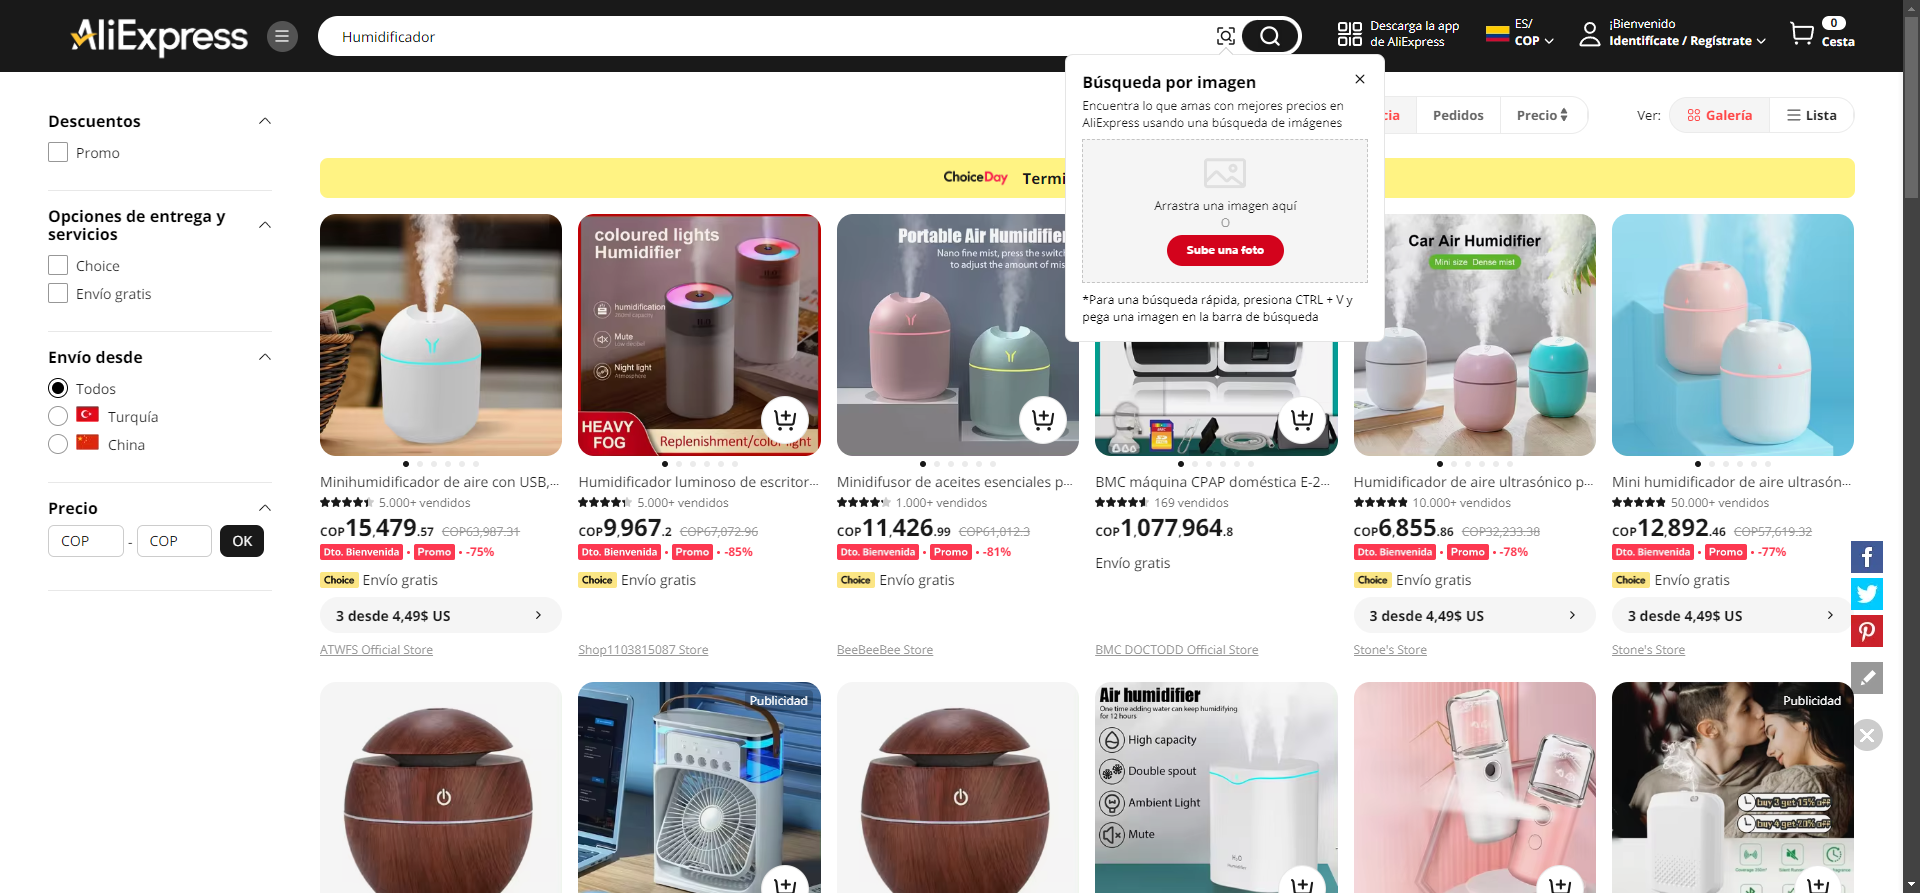 AliExpress
Humidificador
Descarga la app
de AliExpress
ES/
COP
¡Bienvenido
Identifícate / Regístrate
0
Cesta
Búsqueda por imagen
Encuentra lo que amas con mejores precios en
AliExpress usando una búsqueda de imágenes
Arrastra una imagen aquí
O
Sube una foto
*Para una búsqueda rápida, presiona CTRL + V y
pega una imagen en la barra de búsqueda
cia
Pedidos
Precio
Ver:
Galería
Lista
Descuentos
Promo
Opciones de entrega y
servicios
Choice
Envío gratis
Envío desde
Todos
Turquía
China
Precio
COP - COP OK
ChoiceDay Termi
coloured lights
Humidifier
humidification
Mute
Night light
Atmosphere
HEAVY
FOG
Replenishment/color light
Portable Air Humidifier
Nano fine mist, press the switch
to adjust the amount of mis
Car Air Humidifier
Mini size Dense mist
Minihumidificador de aire con USB,...
5.000+ vendidos
COP15,479.57 COP63,987.31
Dto. Bienvenida • Promo • -75%
Choice Envío gratis
3 desde 4,49$ US
ATWFS Official Store
Humidificador luminoso de escritor...
5.000+ vendidos
COP9,967.2 COP67,072.96
Dto. Bienvenida • Promo • -85%
Choice Envío gratis
Shop1103815087 Store
Minidifusor de aceites esenciales p...
1.000+ vendidos
COP11,426.99 COP61,012.3
Dto. Bienvenida • Promo • -81%
Choice Envío gratis
BeeBeeBee Store
BMC máquina CPAP doméstica E-2...
169 vendidos
COP1,077,964.8
Envío gratis
BMC DOCTODD Official Store
Humidificador de aire ultrasónico p...
10.000+ vendidos
COP6,855.86 COP32,233.38
Dto. Bienvenida • Promo • -78%
Choice Envío gratis
3 desde 4,49$ US
Stone's Store
Mini humidificador de aire ultrasón...
50.000+ vendidos
COP12,892.46 COP57,619.32
Dto. Bienvenida • Promo • -77%
Choice Envío gratis
3 desde 4,49$ US
Stone's Store
Publicidad
Air humidifier
One time adding water can keep humidifying
for 12 hours
High capacity
Double spout
Ambient Light
Mute
H₂O
Publicidad
buy 3 get 15% off
buy 4 get 20% off